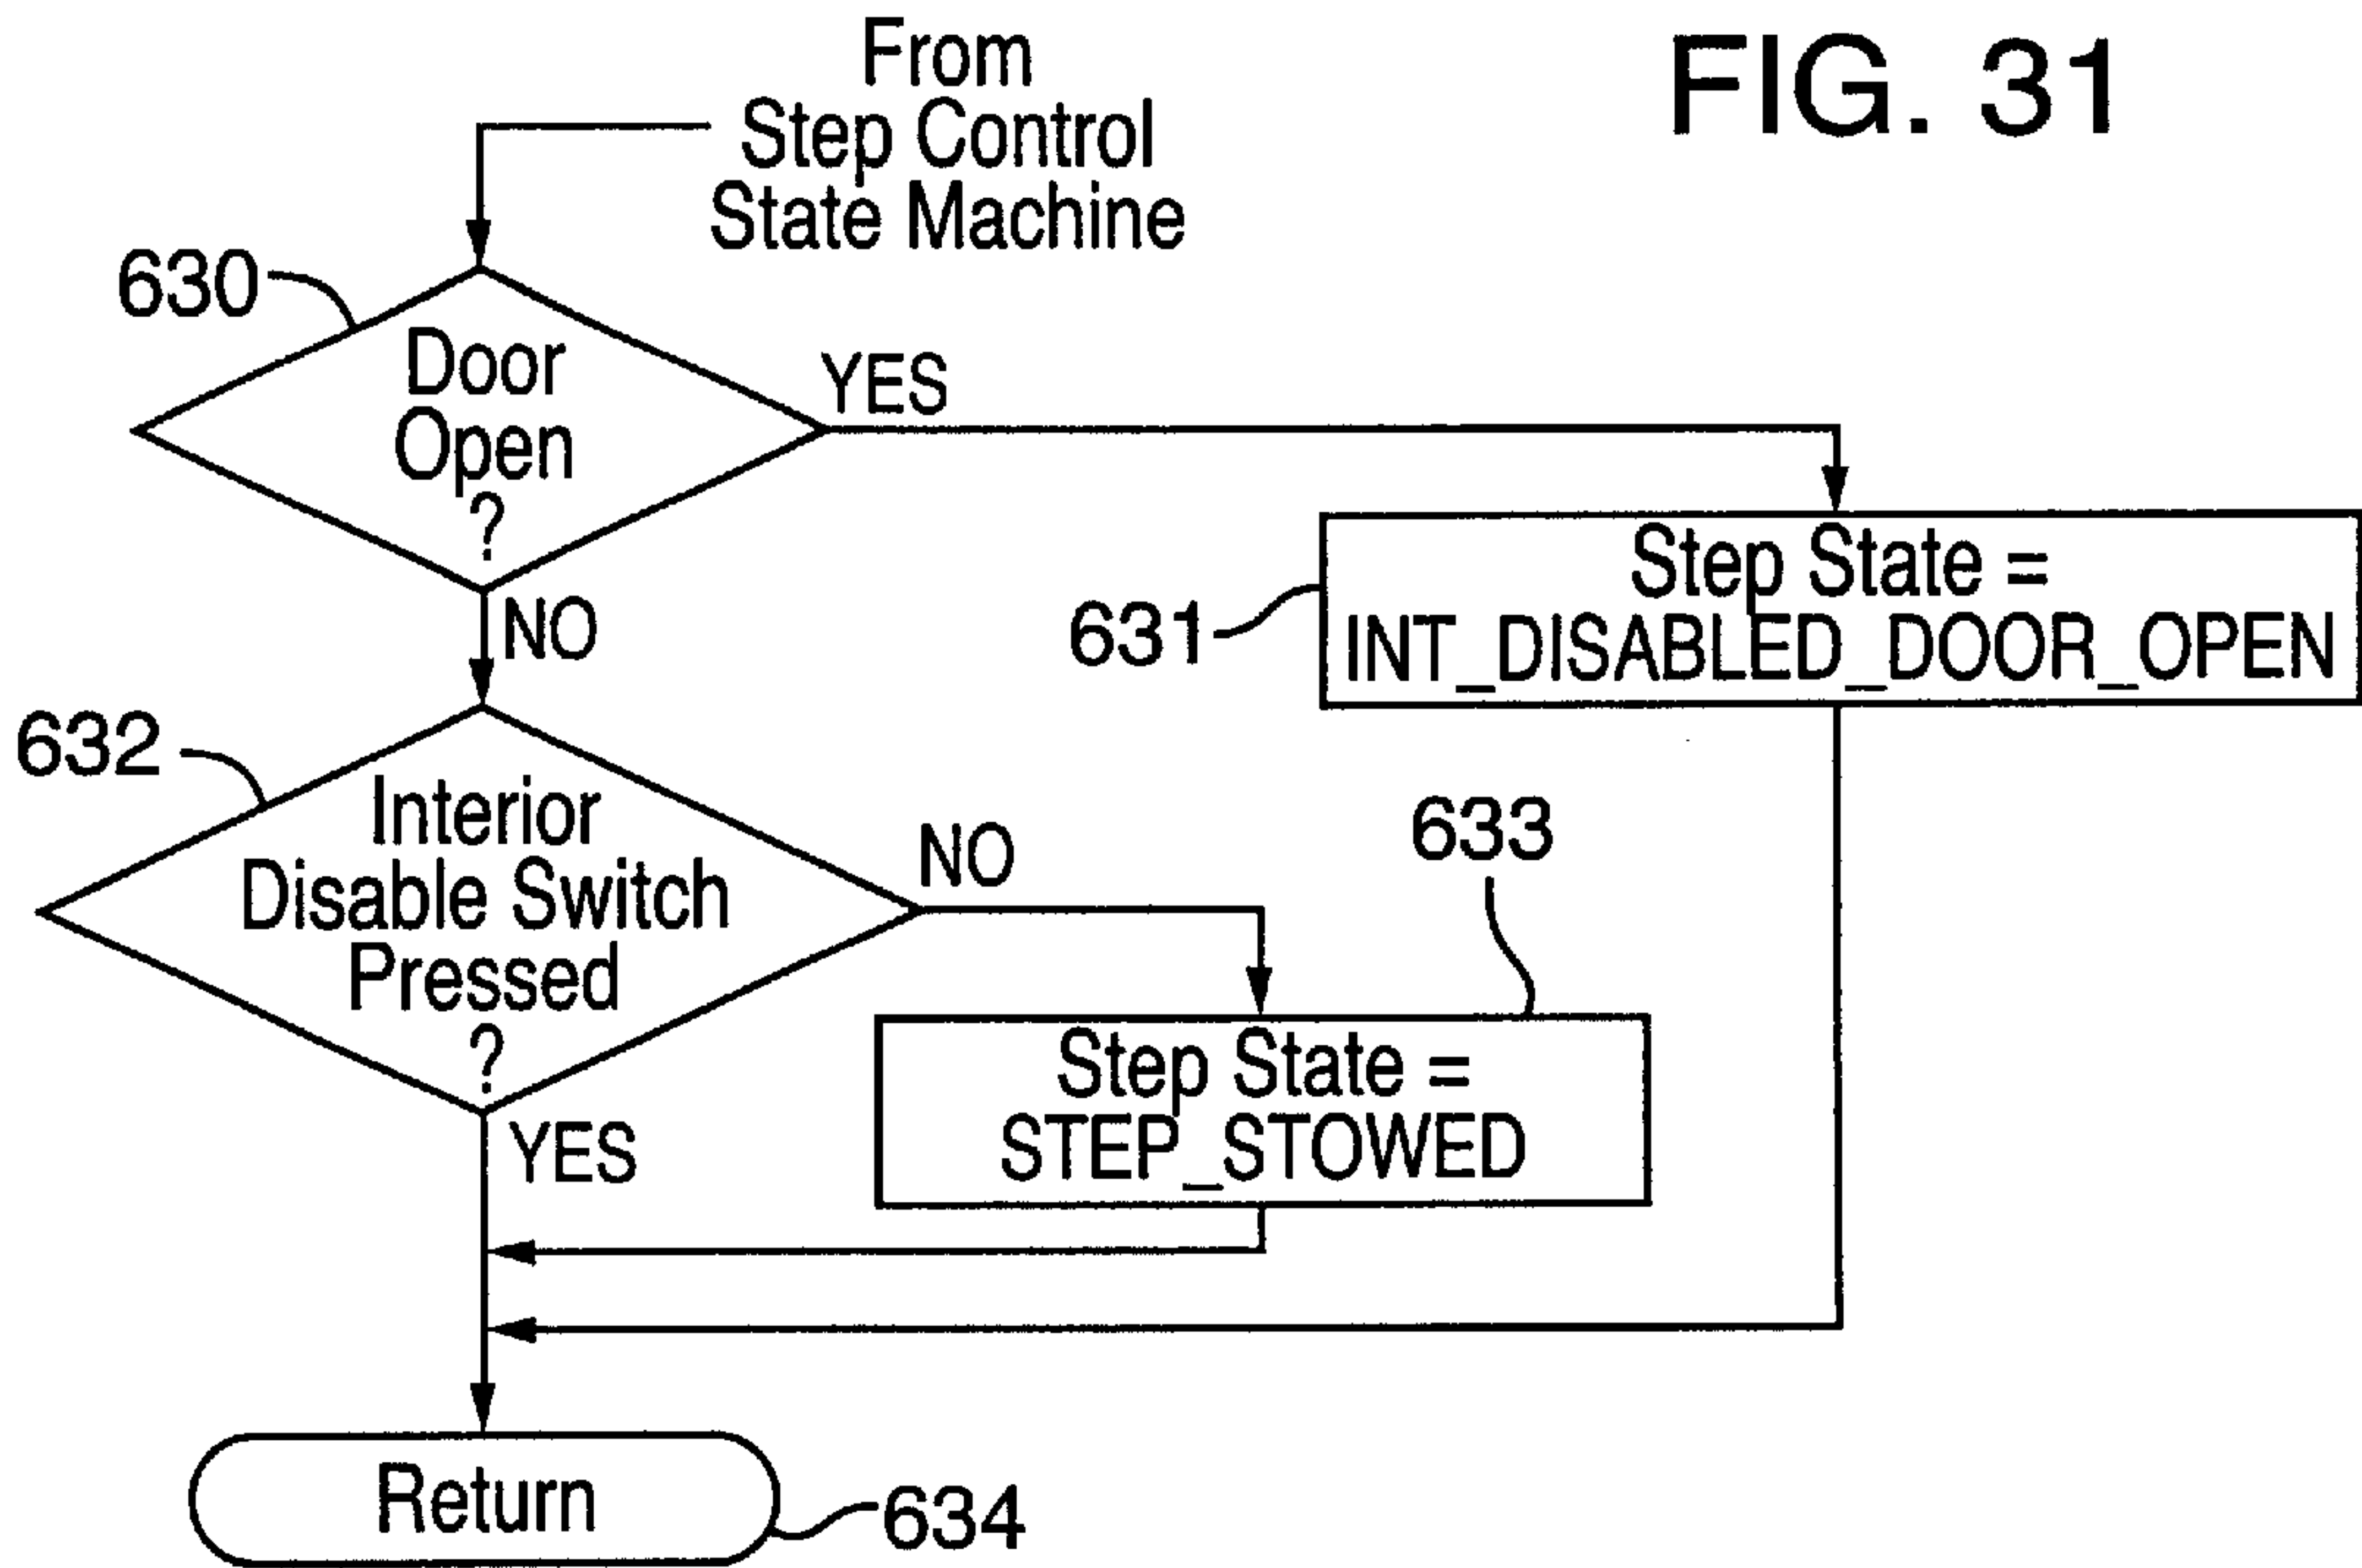 FIG. 31
From
Step Control
State Machine
630
Door
Open
?
YES
NO
631
Step State =
INT_DISABLED_DOOR_OPEN
632
Interior
Disable Switch
Pressed
?
NO
YES
633
Step State =
STEP_STOWED
Return
634